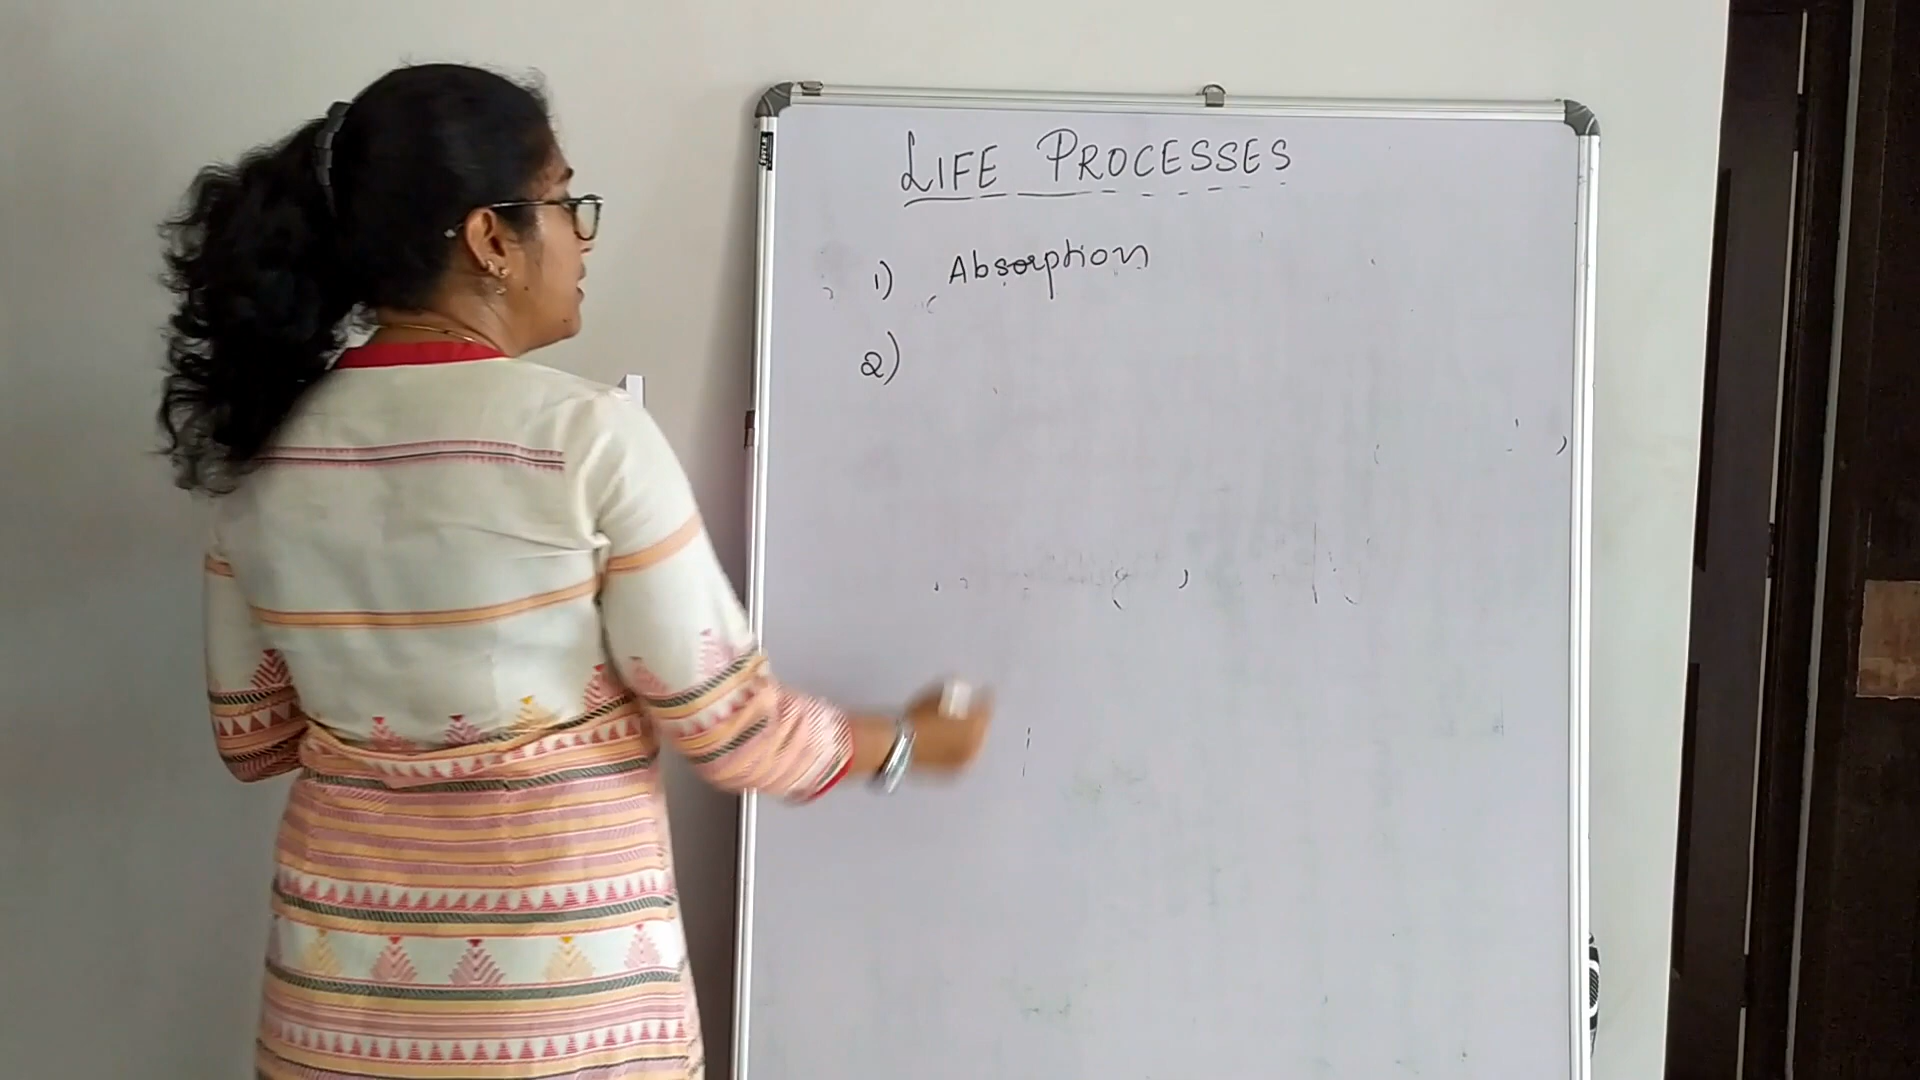 LIFE PROCESSES
1) Absorption
2)